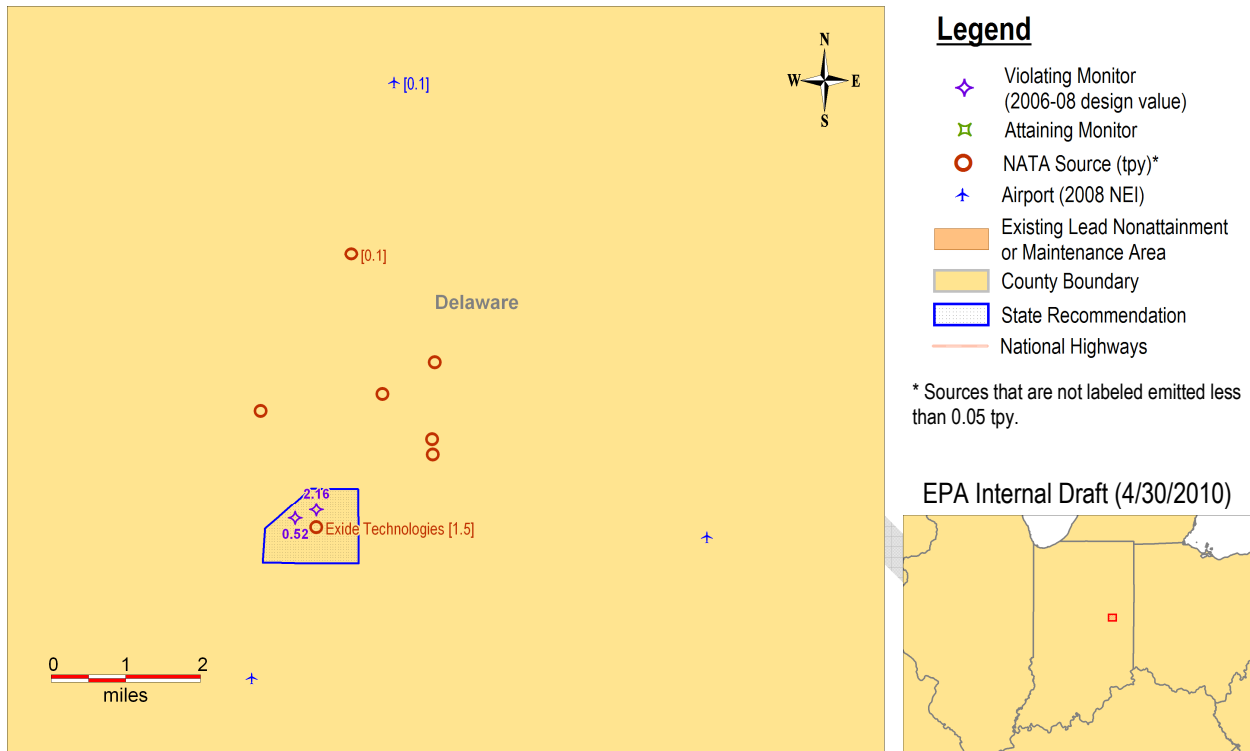 [0.1]
N
W E
S
[0.1]
Delaware
2.16
0.52
Exide Technologies [1.5]
0 1 2
miles
Legend
Violating Monitor
(2006-08 design value)
Attaining Monitor
NATA Source (tpy)*
Airport (2008 NEI)
Existing Lead Nonattainment
or Maintenance Area
County Boundary
State Recommendation
National Highways
* Sources that are not labeled emitted less
than 0.05 tpy.
EPA Internal Draft (4/30/2010)